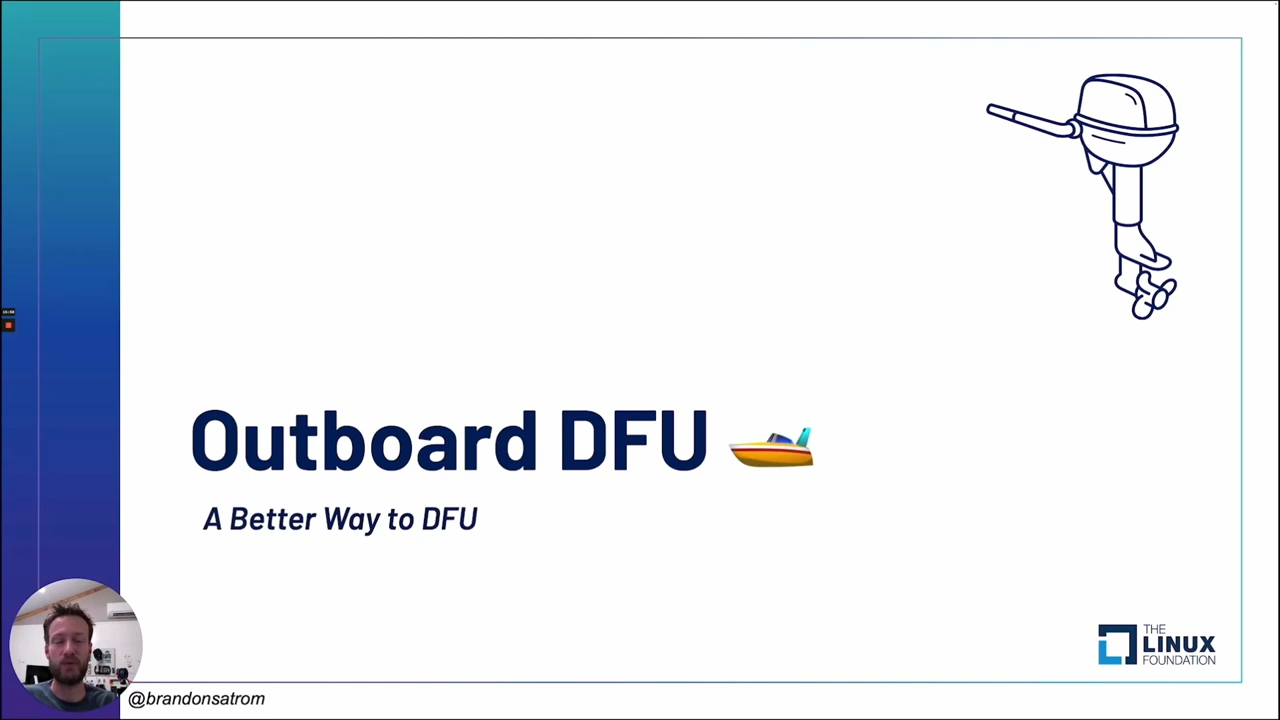 Outboard DFU
A Better Way to DFU
THE
LINUX
FOUNDATION
@brandonsatrom